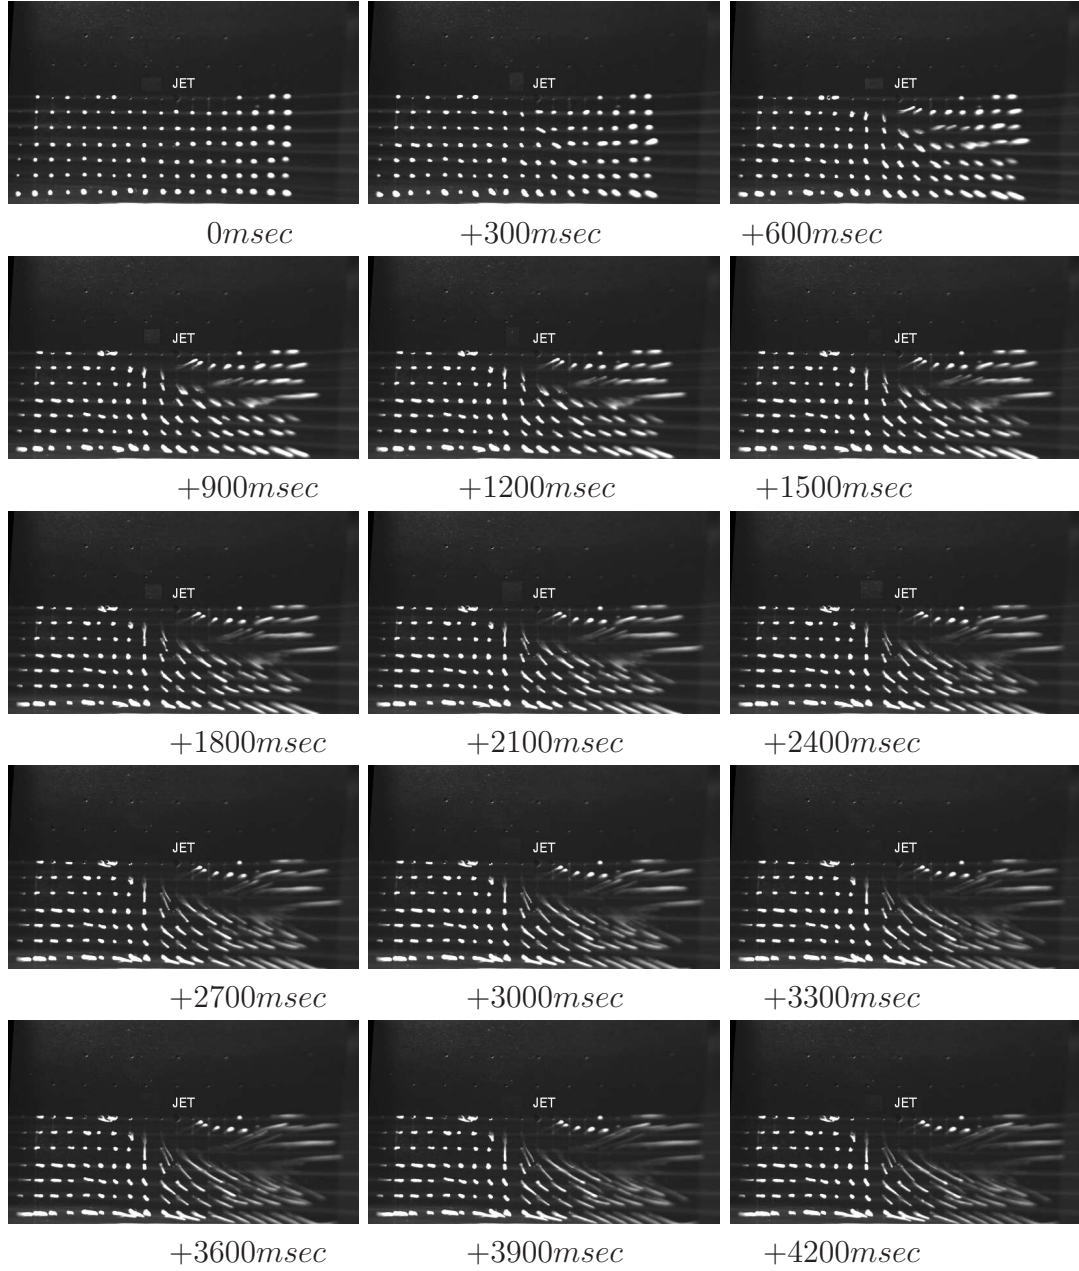 JET JET JET
0msec +300msec +600msec
JET JET JET
+900msec +1200msec +1500msec
JET JET JET
+1800msec +2100msec +2400msec
JET JET JET
+2700msec +3000msec +3300msec
JET JET JET
+3600msec +3900msec +4200msec